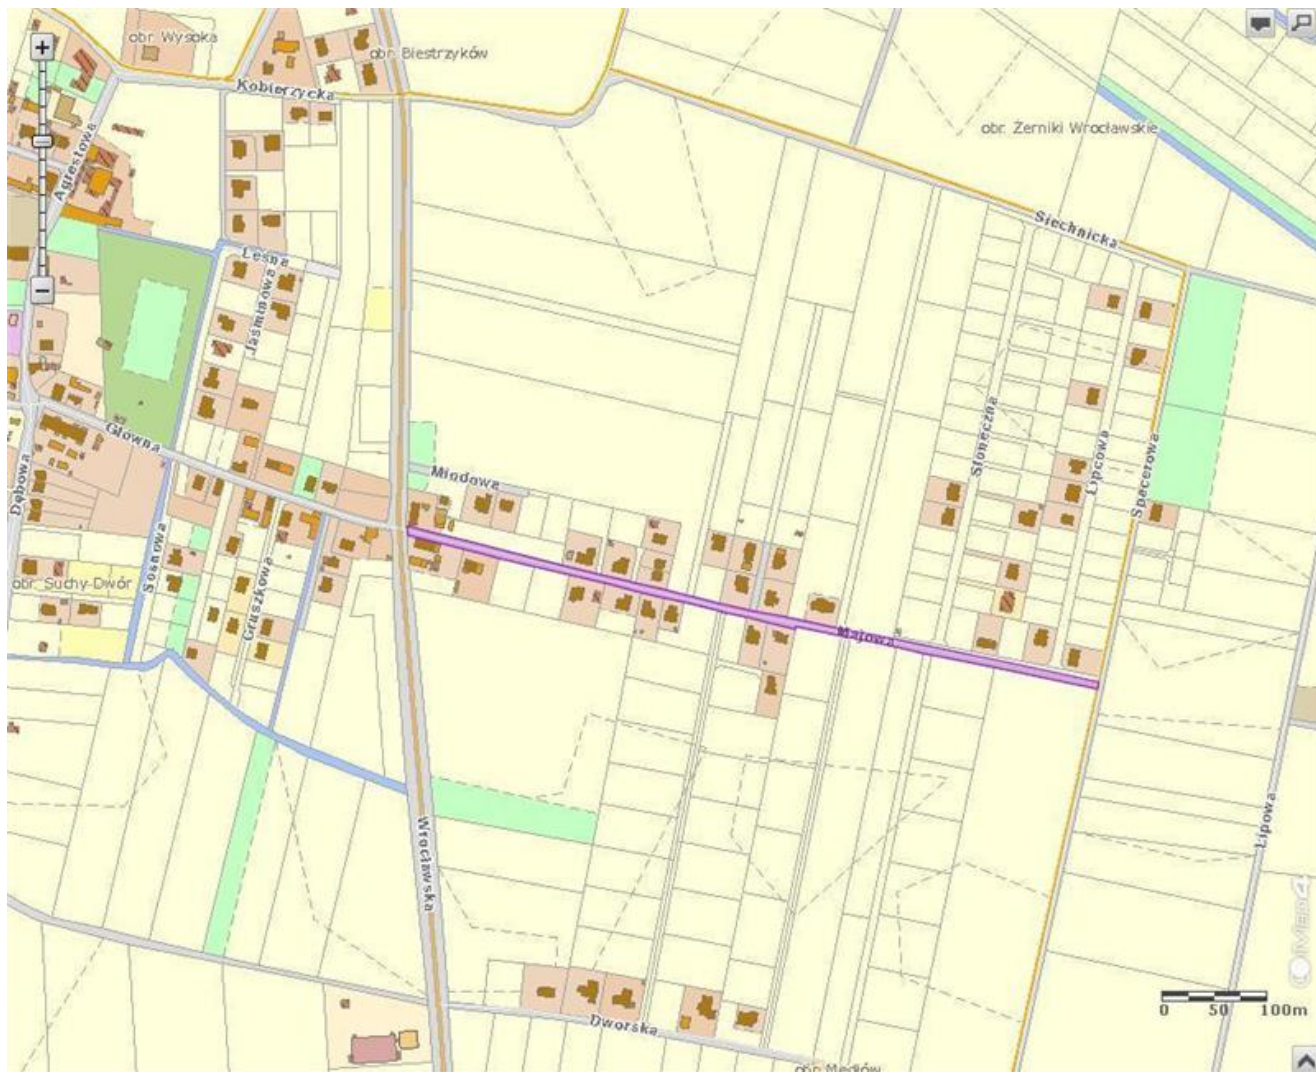 obr. Wysoka
obr. Biestrzyków
Kobierzycka
Agrestowa
obr. Żerniki Wrocławskie
Siechnicka
Leśna
Jaśminowa
Główna
Miodowa
Słoneczna
Lipcowa
Spacerowa
Dębowa
Sosnowa
Gruszkowa
obr. Suchy Dwór
Majowa
Wrocławska
Lipowa
0 50 100m
Dworska
obr. Mędłów